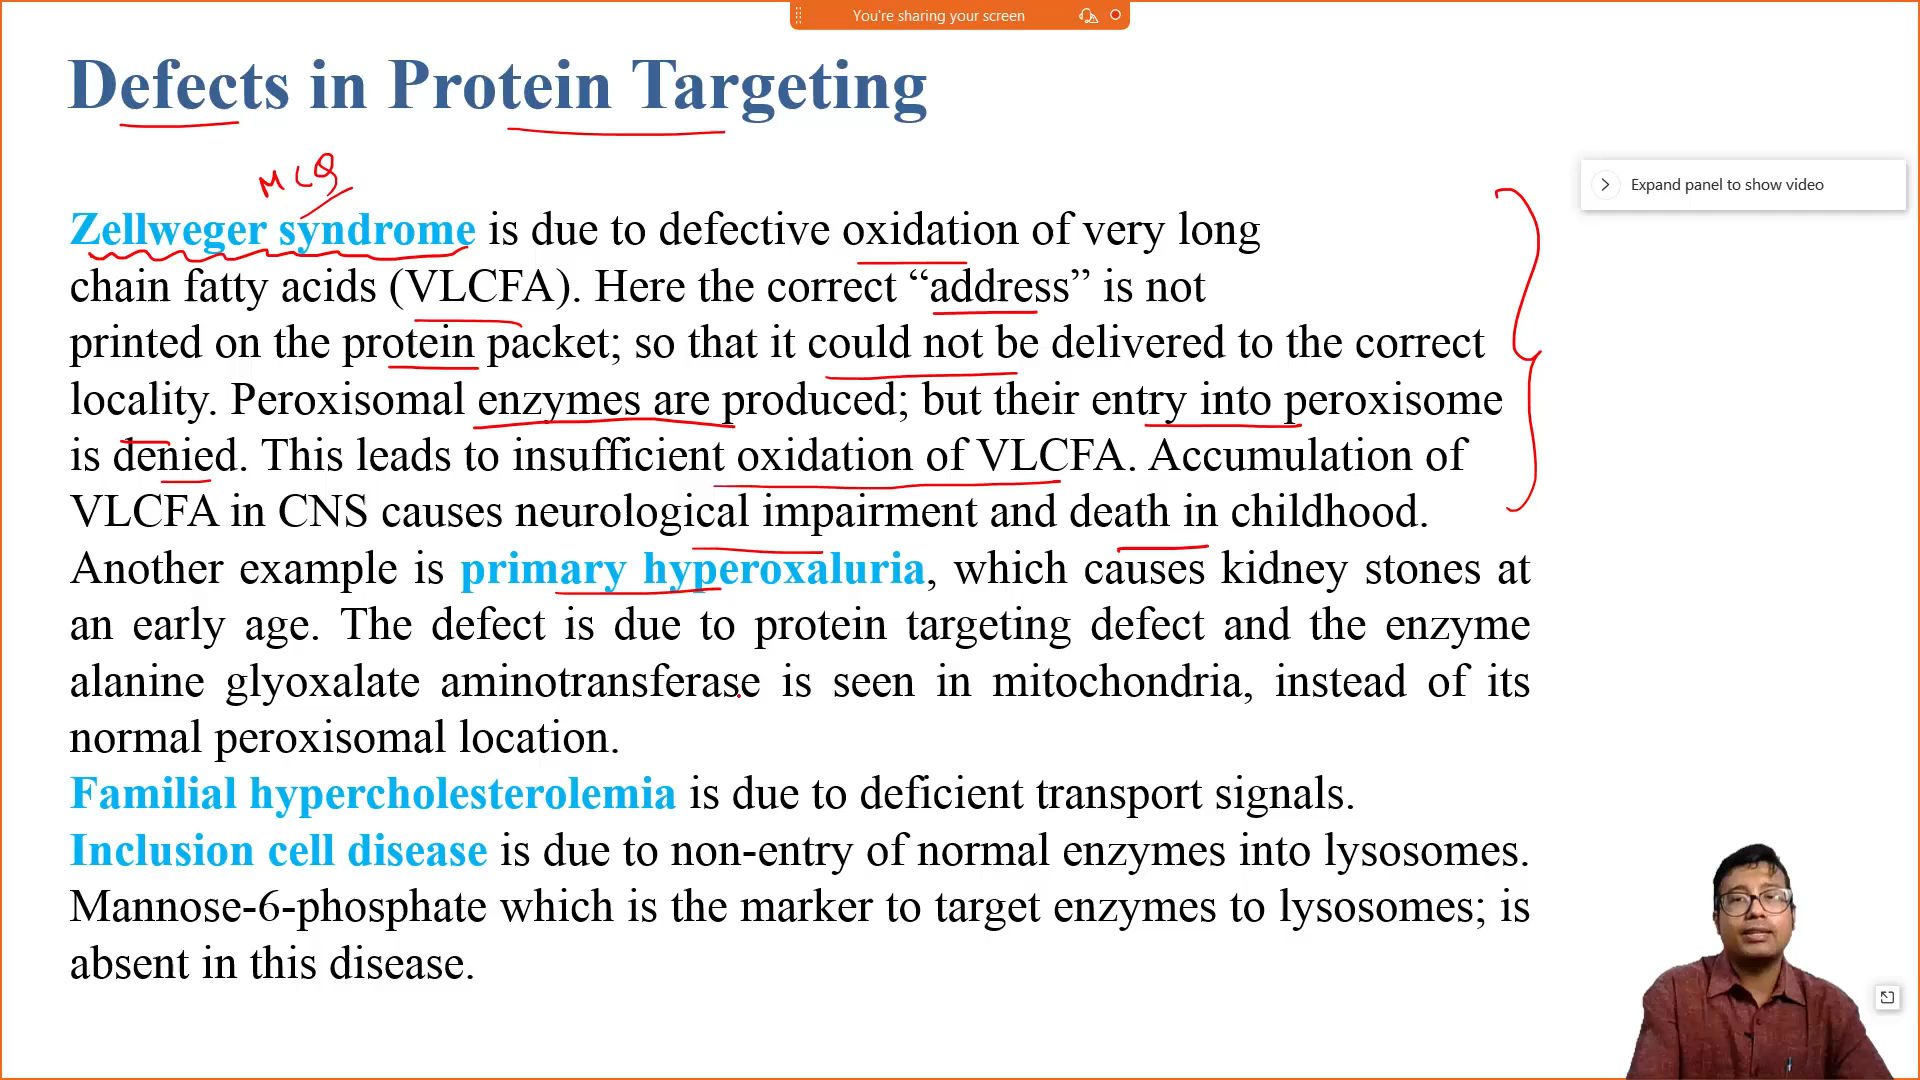 You're sharing your screen
Defects in Protein Targeting
MCQ
Expand panel to show video
Zellweger syndrome is due to defective oxidation of very long
chain fatty acids (VLCFA). Here the correct “address” is not
printed on the protein packet; so that it could not be delivered to the correct
locality. Peroxisomal enzymes are produced; but their entry into peroxisome
is denied. This leads to insufficient oxidation of VLCFA. Accumulation of
VLCFA in CNS causes neurological impairment and death in childhood.
Another example is primary hyperoxaluria, which causes kidney stones at
an early age. The defect is due to protein targeting defect and the enzyme
alanine glyoxalate aminotransferase is seen in mitochondria, instead of its
normal peroxisomal location.
Familial hypercholesterolemia is due to deficient transport signals.
Inclusion cell disease is due to non-entry of normal enzymes into lysosomes.
Mannose-6-phosphate which is the marker to target enzymes to lysosomes; is
absent in this disease.